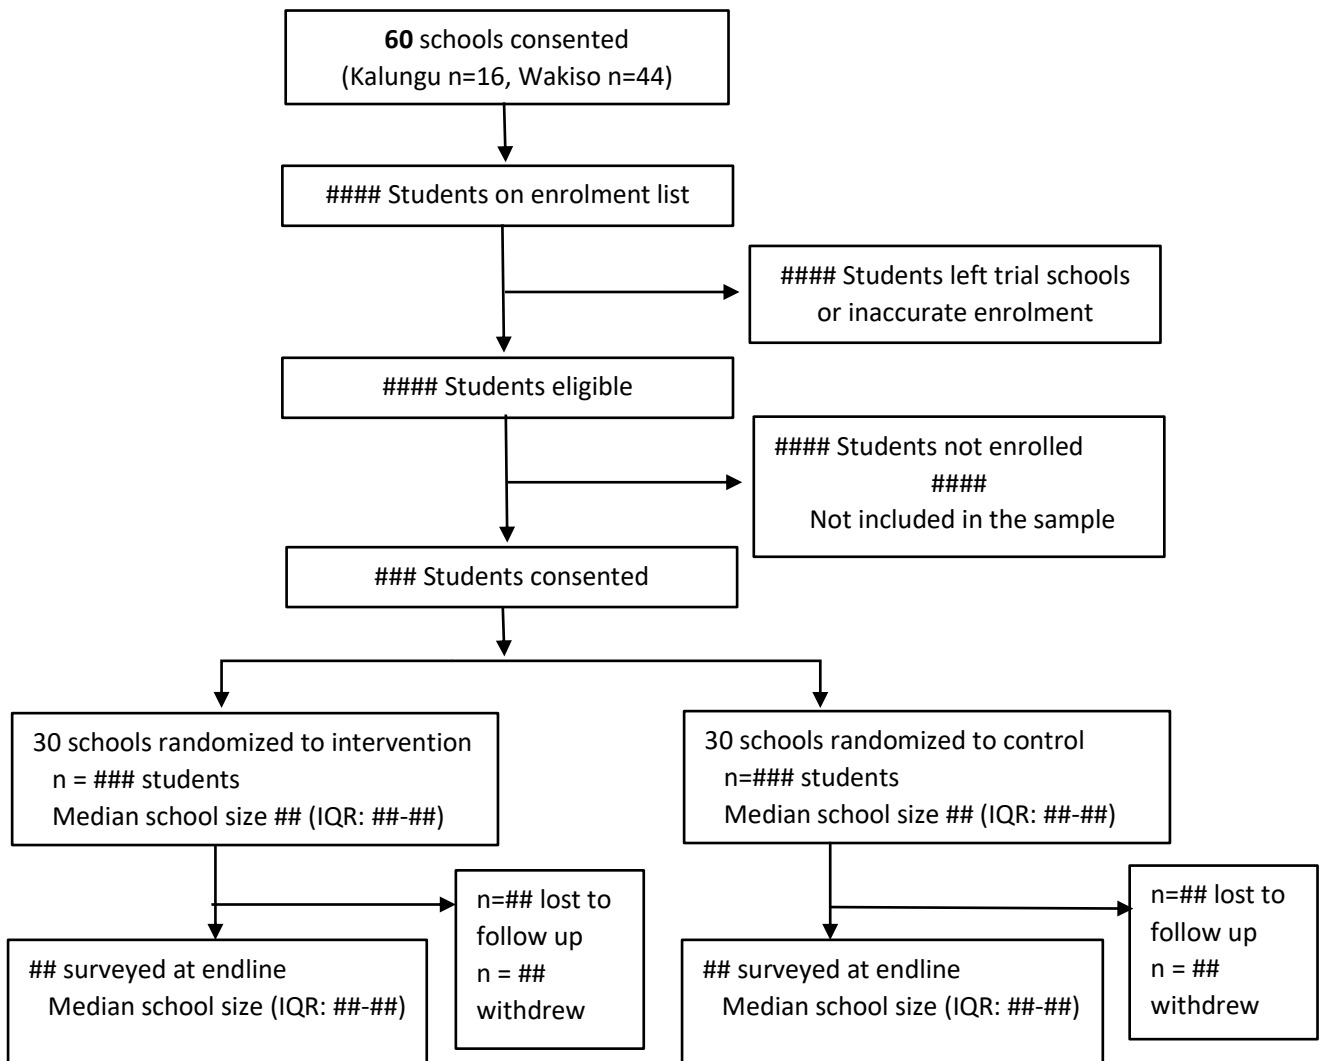 60 schools consented
(Kalungu n=16, Wakiso n=44)
#### Students on enrolment list
#### Students left trial schools
or inaccurate enrolment
#### Students eligible
#### Students not enrolled
####
Not included in the sample
### Students consented
30 schools randomized to intervention
n = ### students
Median school size ## (IQR: ##-##)
30 schools randomized to control
n=### students
Median school size ## (IQR: ##-##)
n=## lost to
follow up
n = ##
withdrew
n=## lost to
follow up
n = ##
withdrew
## surveyed at endline
Median school size (IQR: ##-##)
## surveyed at endline
Median school size (IQR: ##-##)